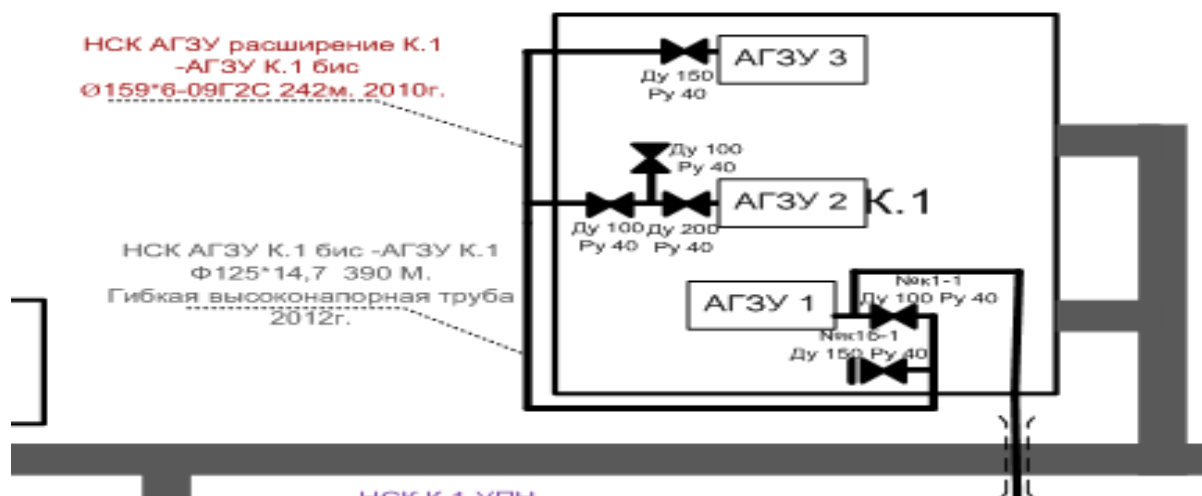 НСК АГЗУ расширение К.1
-АГЗУ К.1 бис
Ø159*6-09Г2С 242м. 2010г.
АГЗУ 3
Ду 150
Ру 40
Ду 100
Ру 40
АГЗУ 2
К.1
Ду 100
Ру 40
Ду 200
Ру 40
НСК АГЗУ К.1 бис -АГЗУ К.1
Ф125*14,7 390 М.
Гибкая высоконапорная труба
2012г.
АГЗУ 1
№к1-1
Ду 100 Ру 40
№к1б-1
Ду 150 Ру 40
НСК К.1-УПН